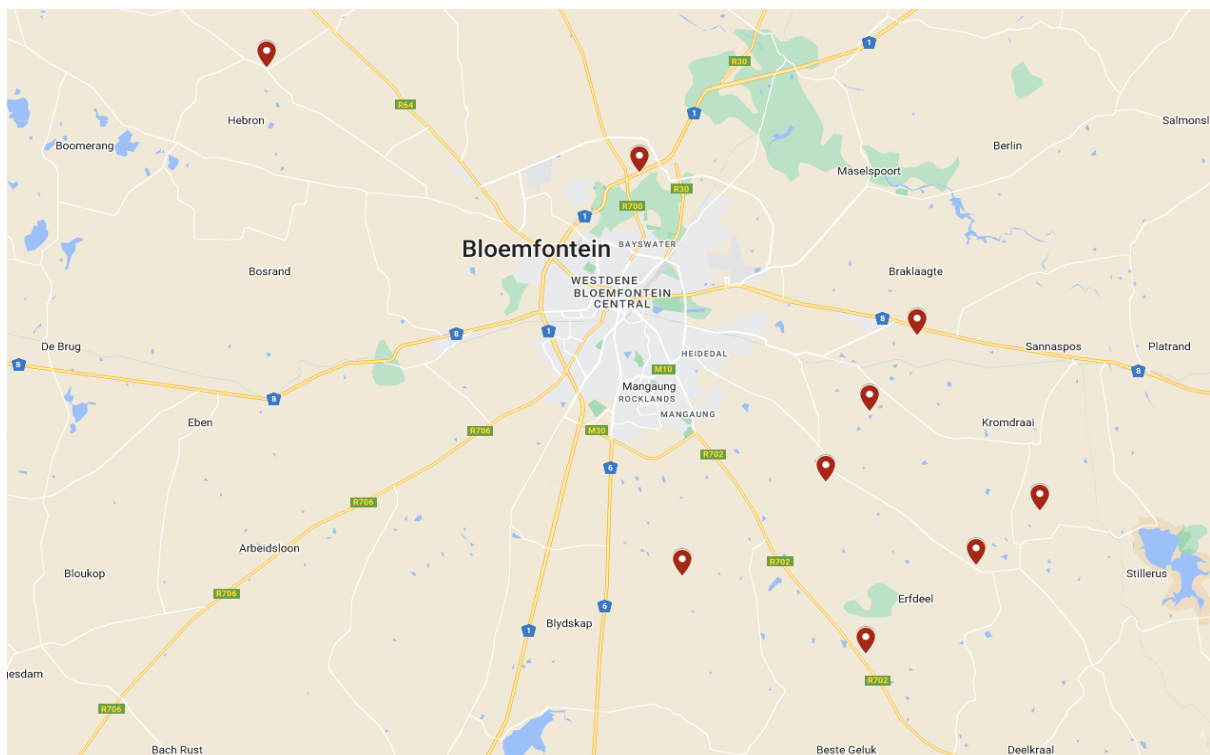 1
R30
R64
1
Hebron
Salmonsl
Boomerang
Berlin
Maselspoort
R30
R700
1
BAYSWATER
Bloemfontein
Bosrand
Braklaagte
WESTDENE
BLOEMFONTEIN
CENTRAL
8
8
1
De Brug
HEIDEDAL
Sannaspos
Platrand
8
M10
8
Mangaung
8
ROCKLANDS
MANGAUNG
Eben
R706
M30
Kromdraai
R702
6
R706
Arbeidsloon
R702
Bloukop
Stillerus
R706
Erfdeel
6
Blydskap
1
esdam
R702
R706
Bach Rust
Beste Geluk
Deelkraal